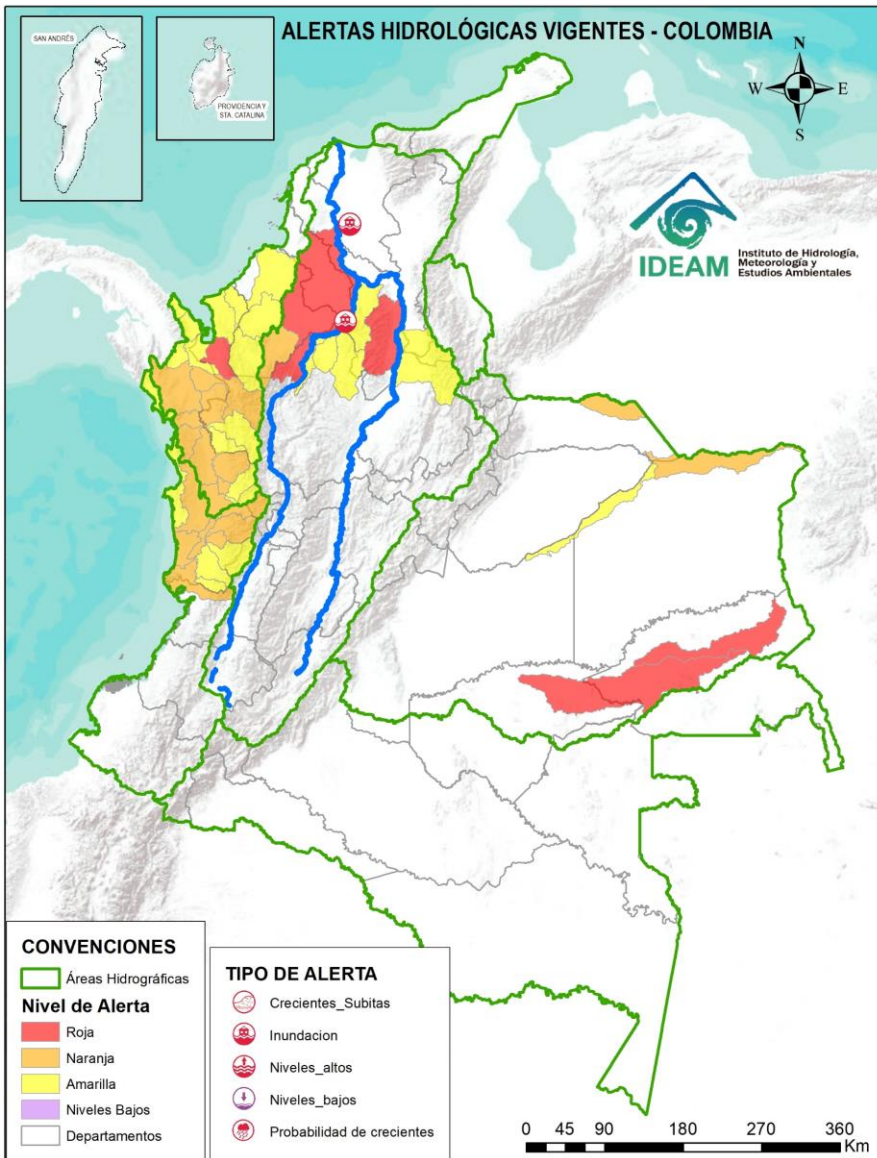 ALERTAS HIDROLÓGICAS VIGENTES - COLOMBIA
SAN ANDRÉS
PROVIDENCIA Y
STA. CATALINA
N
W
E
S
IDEAM
Instituto de Hidrología,
Meteorología y
Estudios Ambientales
CONVENCIONES
Áreas Hidrográficas
Nivel de Alerta
Roja
Naranja
Amarilla
Niveles Bajos
Departamentos
TIPO DE ALERTA
Crecientes_Subitas
Inundacion
Niveles_altos
Niveles_bajos
Probabilidad de crecientes
0 45 90 180 270 360
Km